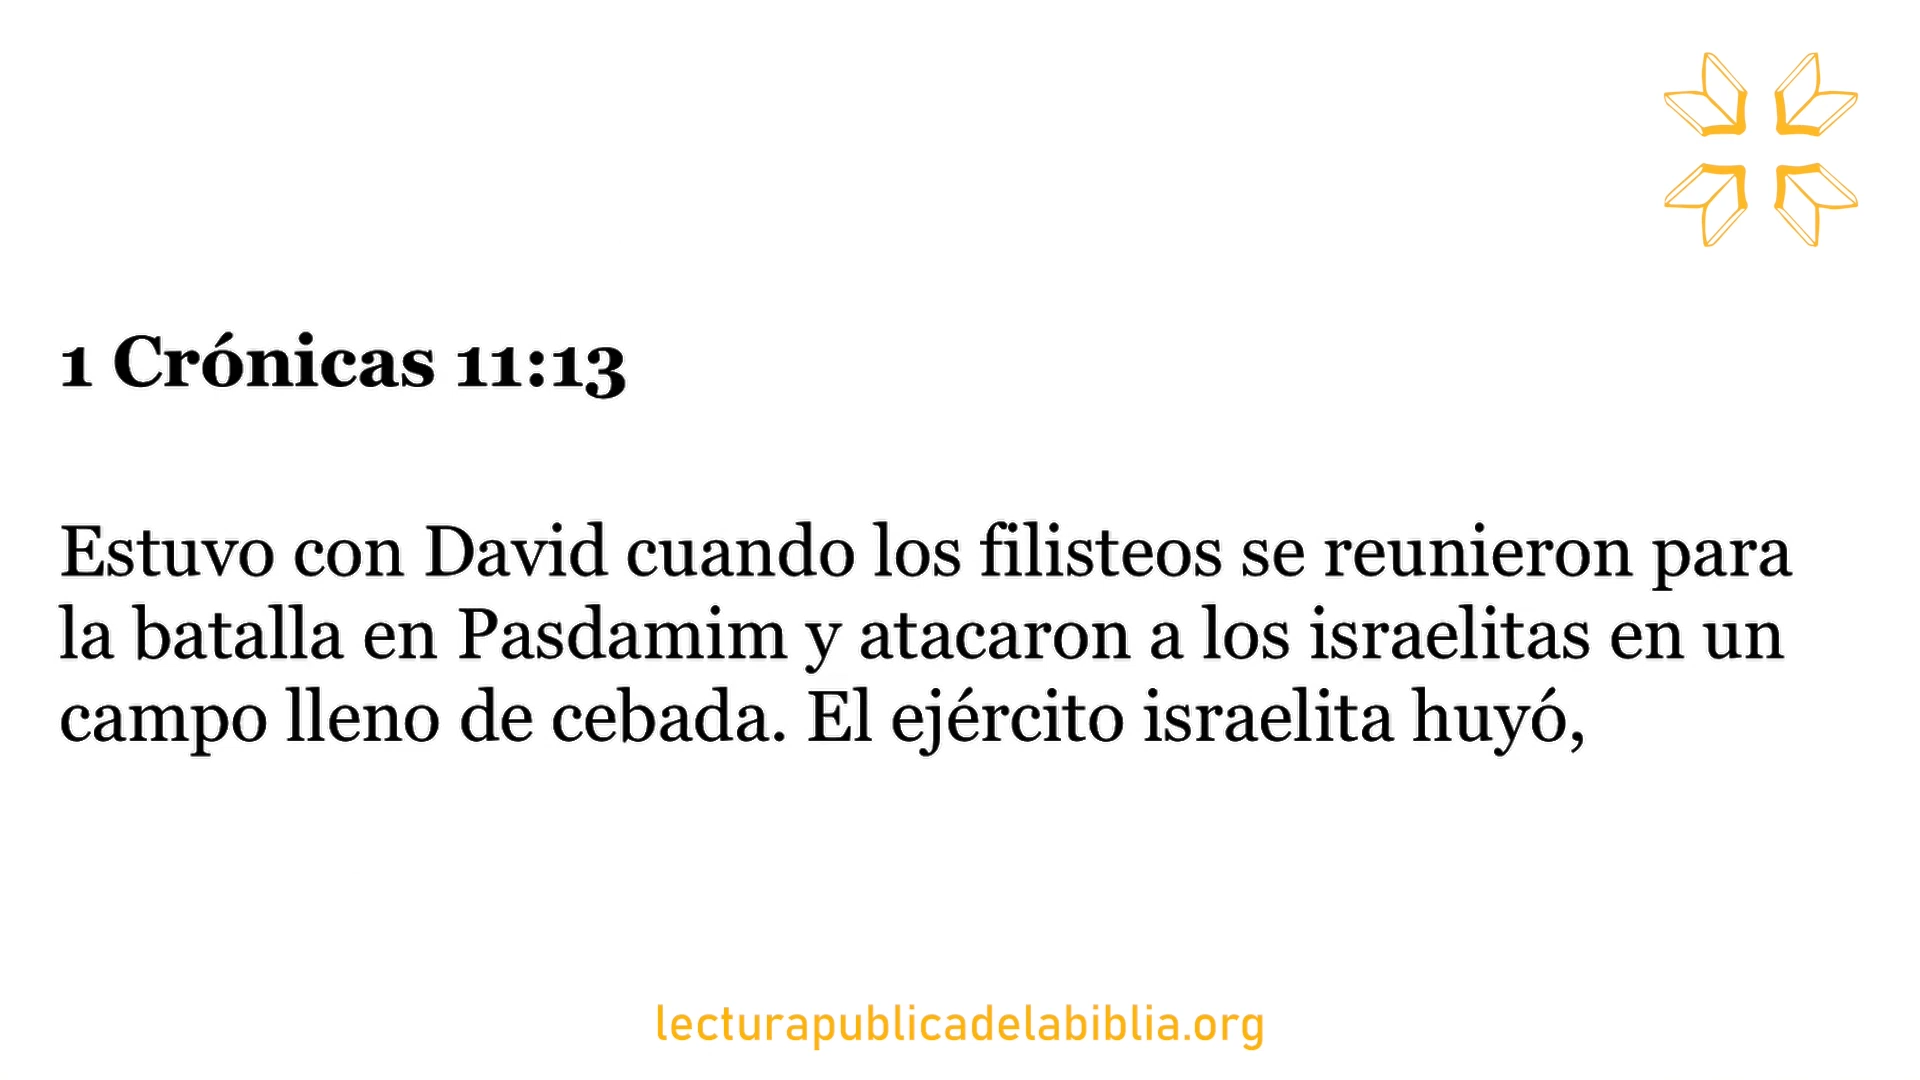 1 Crónicas 11:13
Estuvo con David cuando los filisteos se reunieron para
la batalla en Pasdamim y atacaron a los israelitas en un
campo lleno de cebada. El ejército israelita huyó,
lecturapublicadelabiblia.org